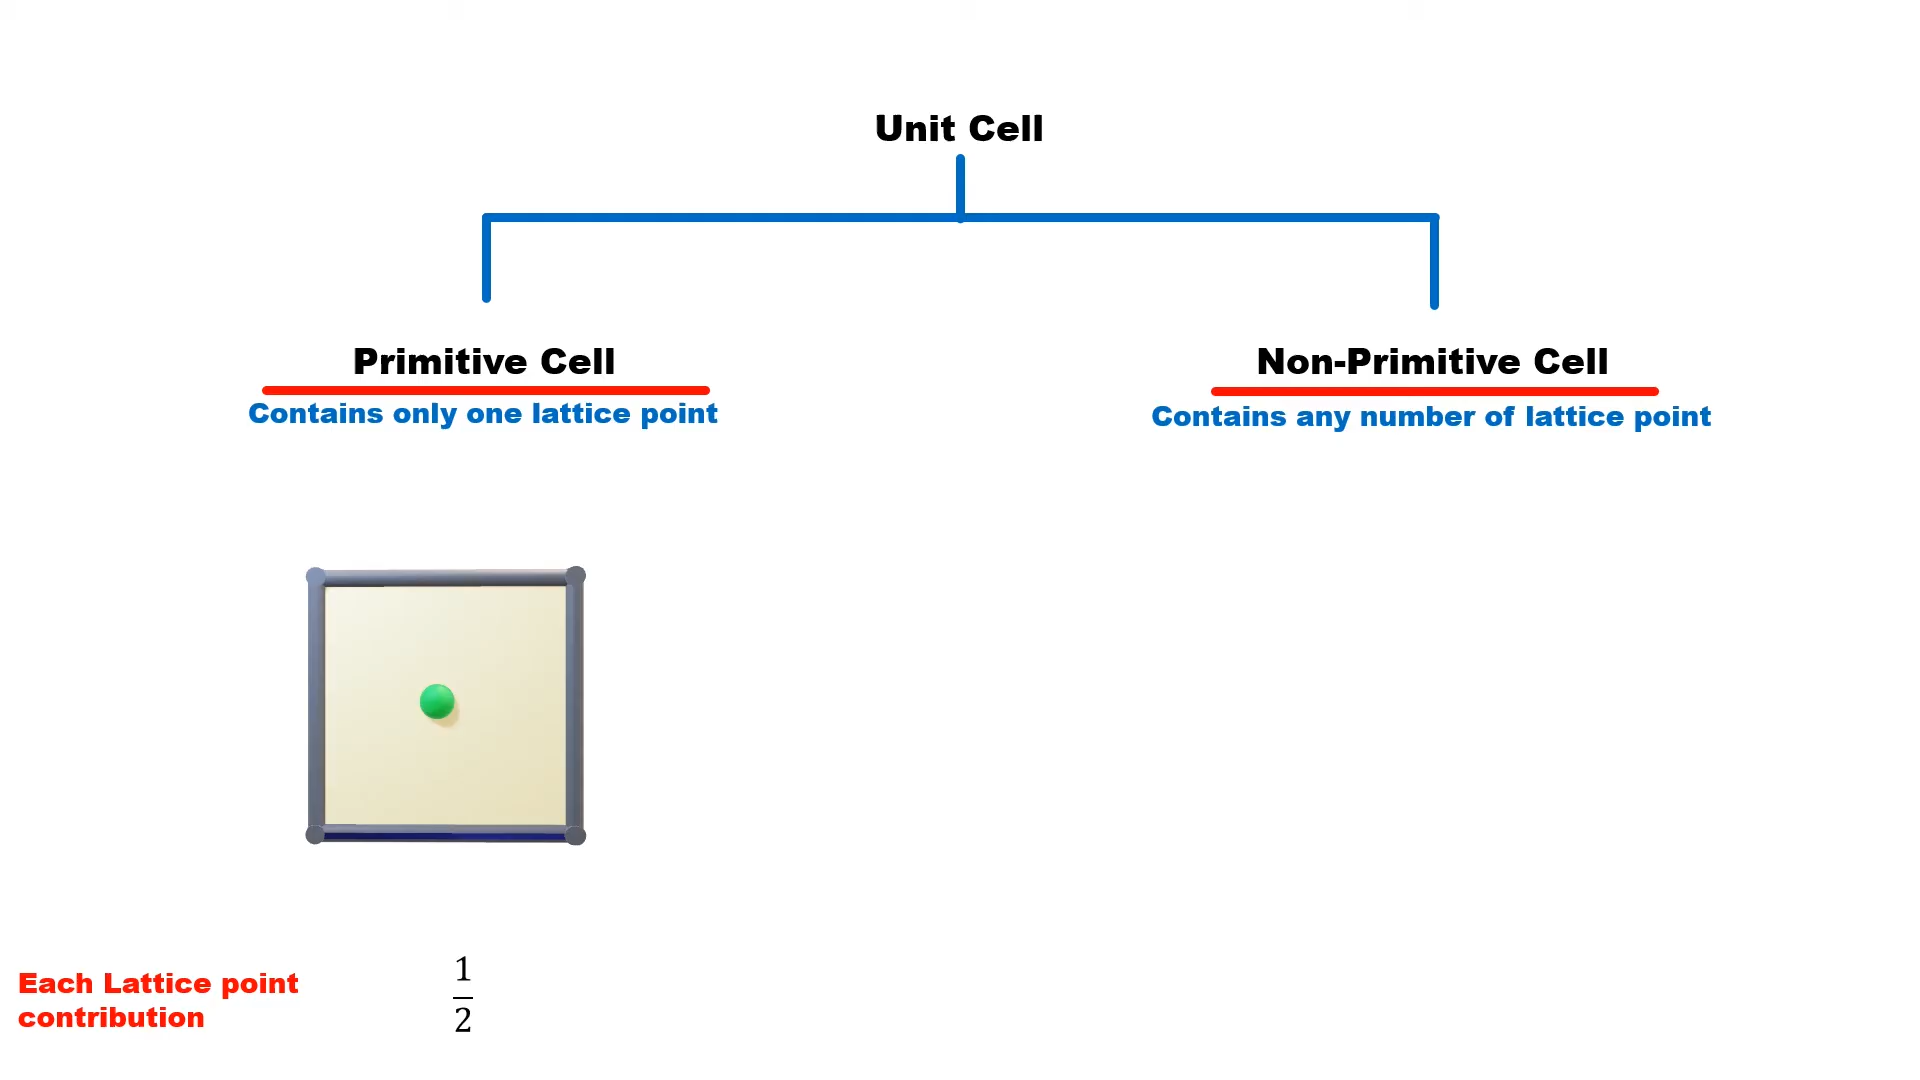 Unit Cell
Primitive Cell
Contains only one lattice point
Non-Primitive Cell
Contains any number of lattice point
Each Lattice point
contribution
1
2